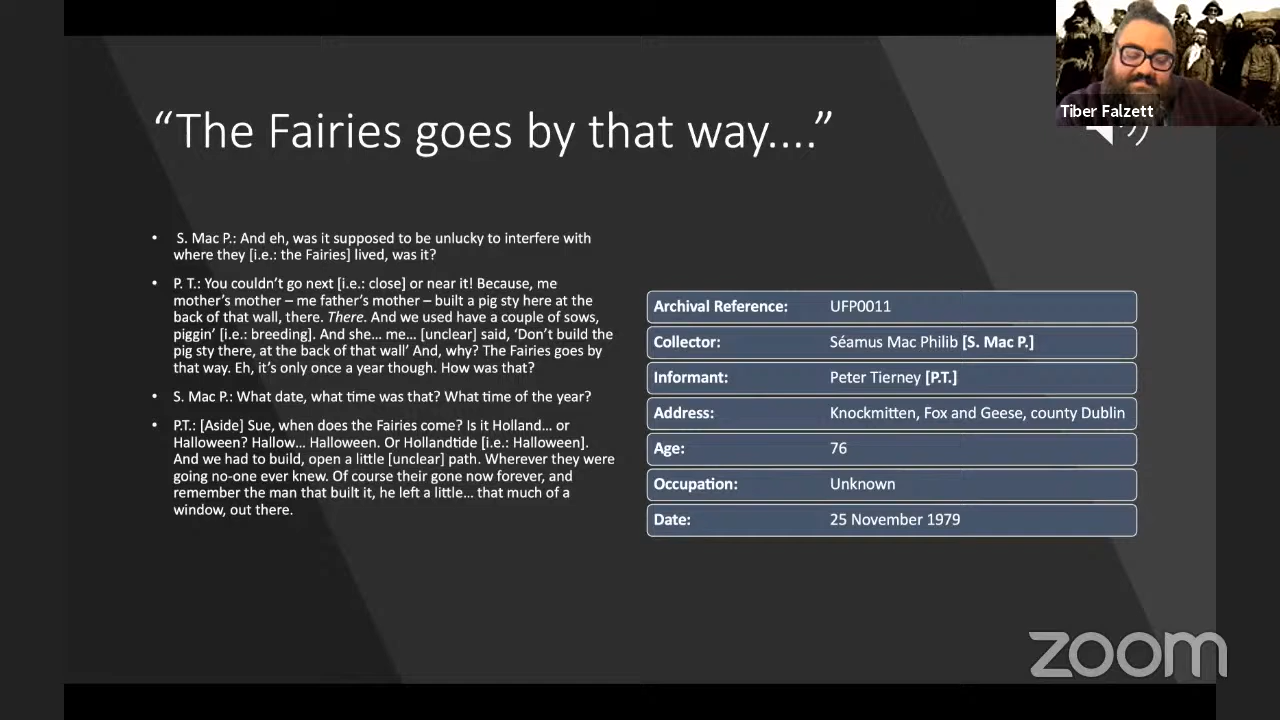 Tiber Falzett
“The Fairies goes by that way....”
• S. Mac P.: And eh, was it supposed to be unlucky to interfere with
where they [i.e.: the Fairies] lived, was it?
• P. T.: You couldn’t go next [i.e.: close] or near it! Because, me
mother’s mother – me father’s mother – built a pig sty here at the
back of that wall, there. There. And we used have a couple of sows,
piggin’ [i.e.: breeding]. And she… me… [unclear] said, ‘Don’t build the
pig sty there, at the back of that wall’ And, why? The Fairies goes by
that way. Eh, it’s only once a year though. How was that?
• S. Mac P.: What date, what time was that? What time of the year?
• P.T.: [Aside] Sue, when does the Fairies come? Is it Holland… or
Halloween? Hallow… Halloween. Or Hollandtide [i.e.: Halloween].
And we had to build, open a little [unclear] path. Wherever they were
going no-one ever knew. Of course their gone now forever, and
remember the man that built it, he left a little… that much of a
window, out there.
Archival Reference: UFP0011
Collector: Séamus Mac Philib [S. Mac P.]
Informant: Peter Tierney [P.T.]
Address: Knockmitten, Fox and Geese, county Dublin
Age: 76
Occupation: Unknown
Date: 25 November 1979
zoom